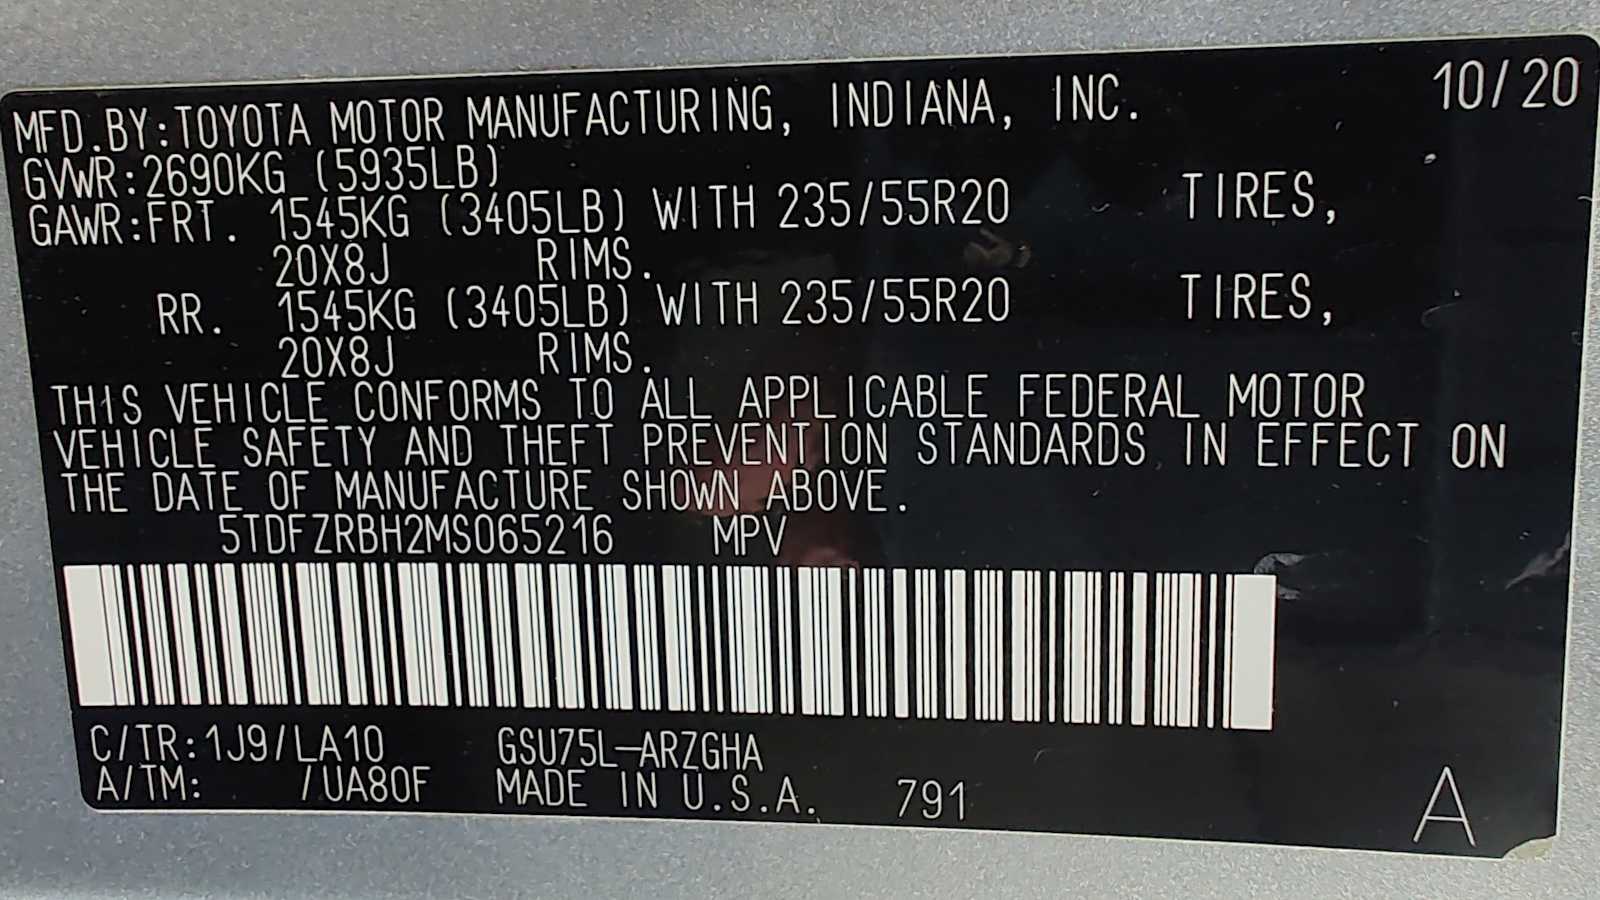 10/20
MFD.BY:TOYOTA MOTOR MANUFACTURING, INDIANA, INC.
GVWR:2690KG (5935LB)
GAWR:FRT. 1545KG (3405LB) WITH 235/55R20 TIRES,
20X8J RIMS.
RR. 1545KG (3405LB) WITH 235/55R20 TIRES,
20X8J RIMS.
THIS VEHICLE CONFORMS TO ALL APPLICABLE FEDERAL MOTOR
VEHICLE SAFETY AND THEFT PREVENTION STANDARDS IN EFFECT ON
THE DATE OF MANUFACTURE SHOWN ABOVE.
5TDFZRBH2MS065216 MPV
C/TR:1J9/LA10 GSU75L-ARZGHA
A/TM: /UA80F MADE IN U.S.A. 791
A